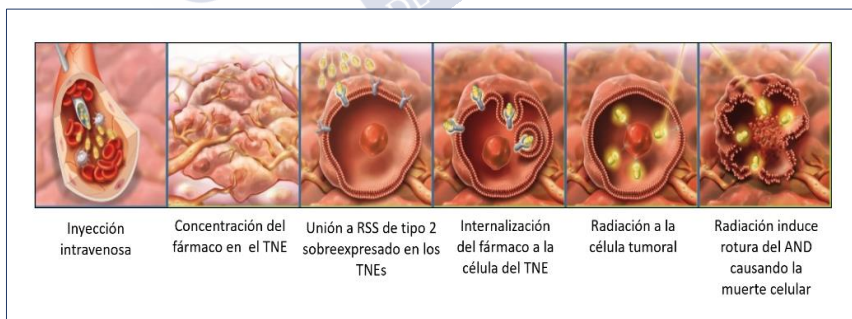 Inyección
intravenosa
Concentración del
fármaco en el TNE
Unión a RSS de tipo 2
sobreexpresado en los
TNEs
Internalización
del fármaco a la
célula del TNE
Radiación a la
célula tumoral
Radiación induce
rotura del AND
causando la
muerte celular